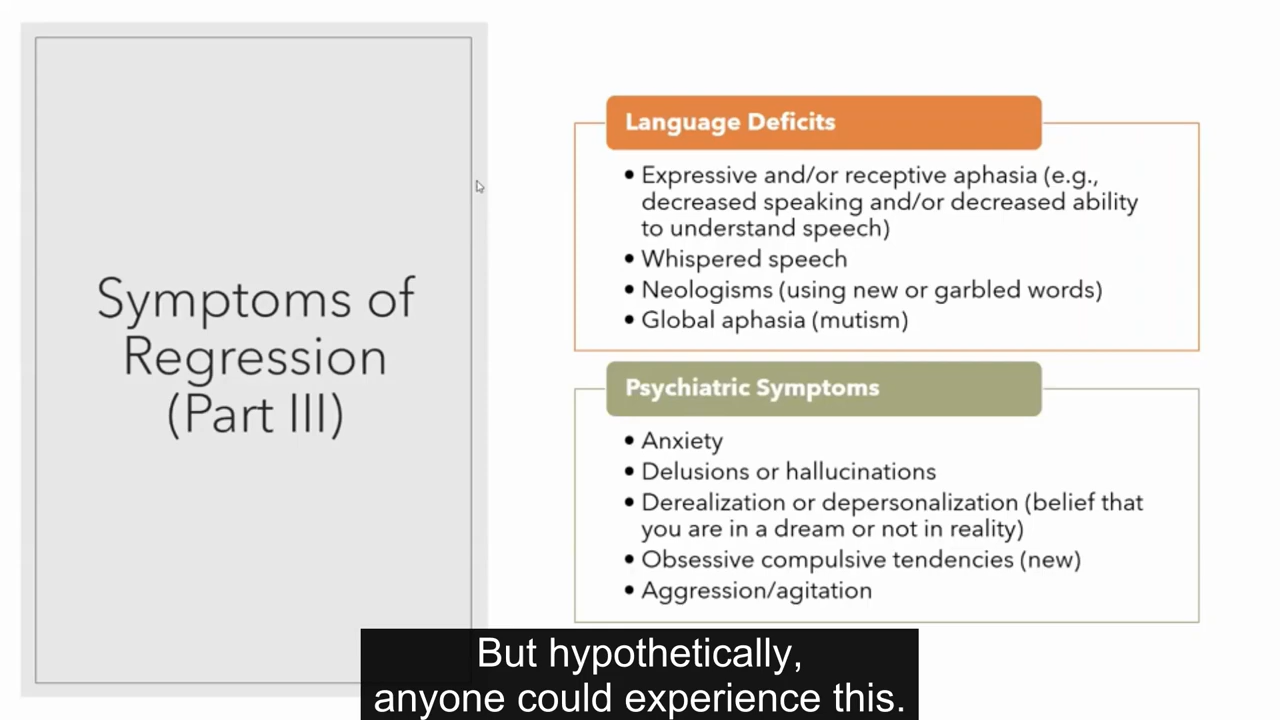 Symptoms of
Regression
(Part III)
Language Deficits
• Expressive and/or receptive aphasia (e.g.,
decreased speaking and/or decreased ability
to understand speech)
• Whispered speech
• Neologisms (using new or garbled words)
• Global aphasia (mutism)
Psychiatric Symptoms
• Anxiety
• Delusions or hallucinations
• Derealization or depersonalization (belief that
you are in a dream or not in reality)
• Obsessive compulsive tendencies (new)
• Aggression/agitation
But hypothetically,
anyone could experience this.